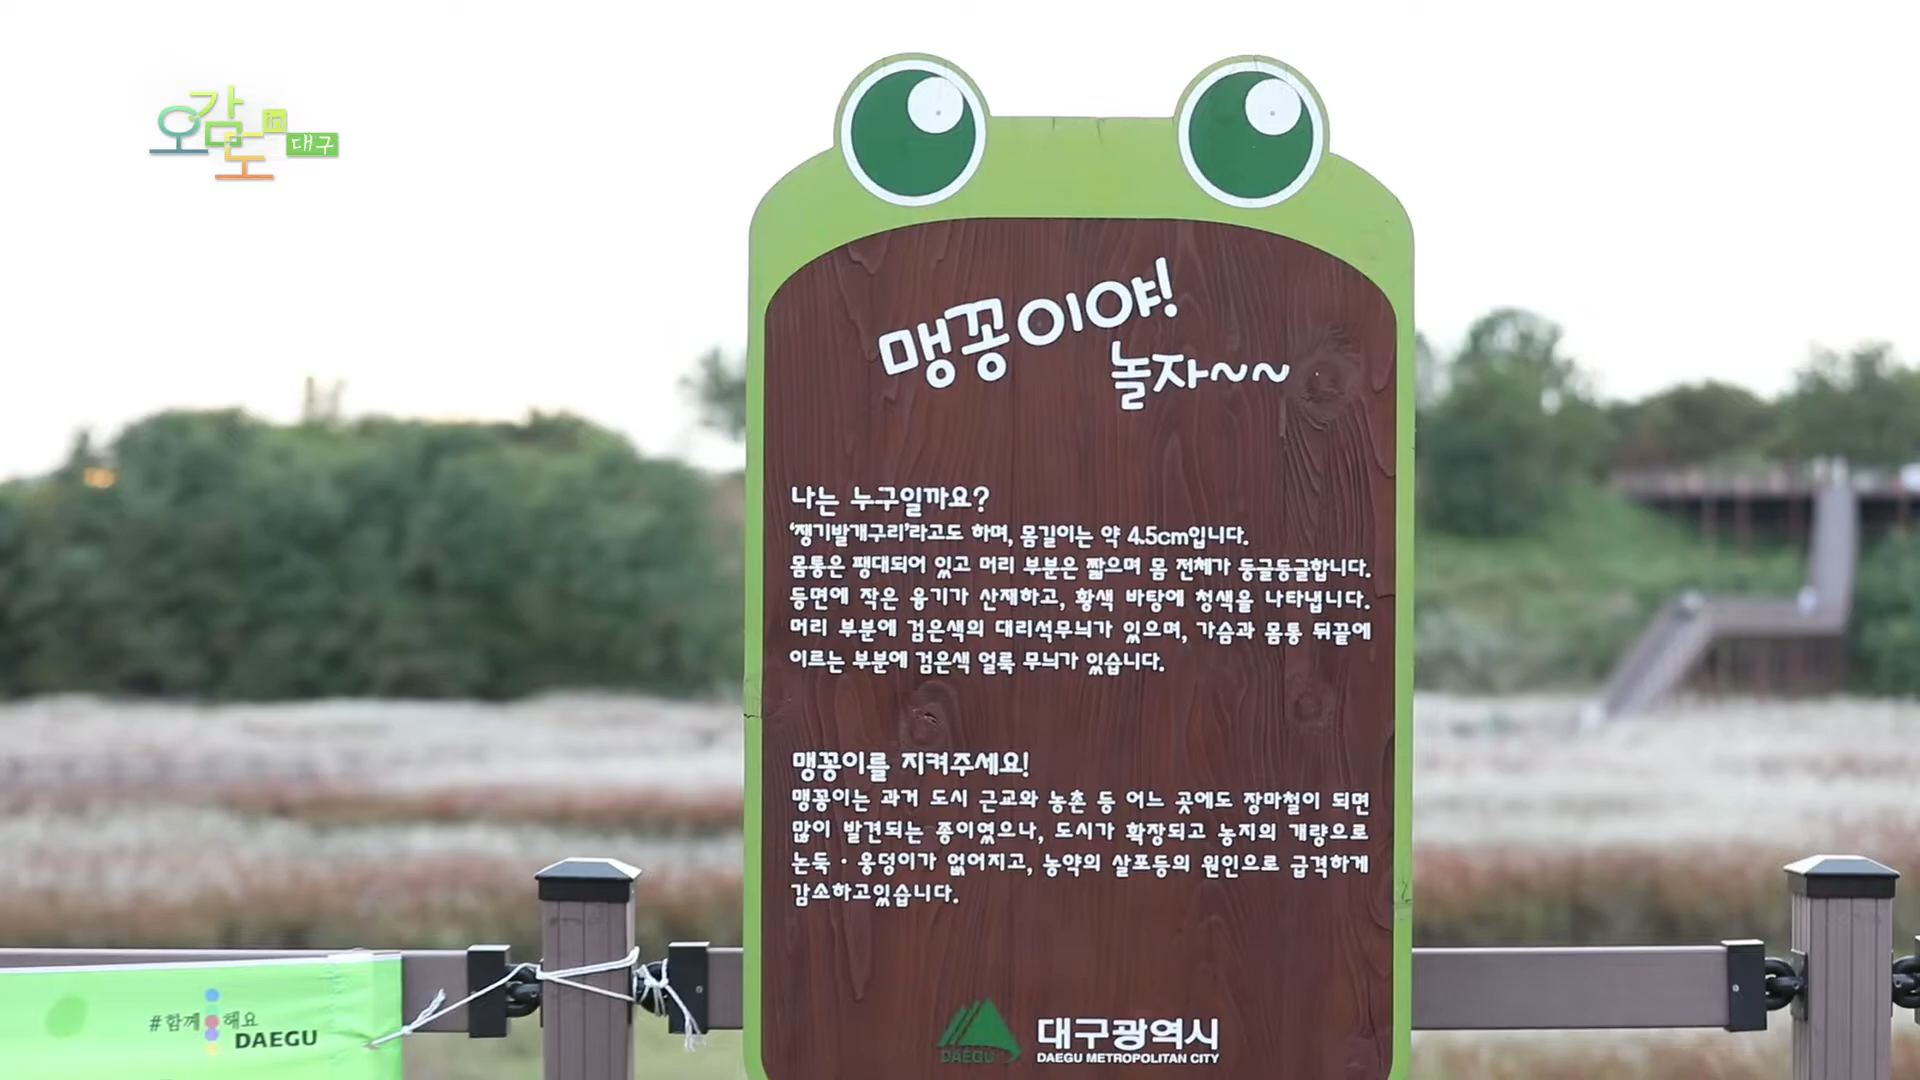 오감도 in 대구
맹꽁이야!
놀자~~
나는 누구일까요?
'쟁기발개구리'라고도 하며, 몸길이는 약 4.5cm입니다.
몸통은 팽대되어 있고 머리 부분은 짧으며 몸 전체가 둥글둥글합니다.
등면에 작은 융기가 산재하고, 황색 바탕에 청색을 나타냅니다.
머리 부분에 검은색의 대리석무늬가 있으며, 가슴과 몸통 뒤끝에
이르는 부분에 검은색 얼룩 무늬가 있습니다.
맹꽁이를 지켜주세요!
맹꽁이는 과거 도시 근교와 농촌 등 어느 곳에도 장마철이 되면
많이 발견되는 종이였으나, 도시가 확장되고 농지의 개량으로
논둑 · 웅덩이가 없어지고, 농약의 살포등의 원인으로 급격하게
감소하고있습니다.
#함께 해요
DAEGU
DAEGU
대구광역시
DAEGU METROPOLITAN CITY